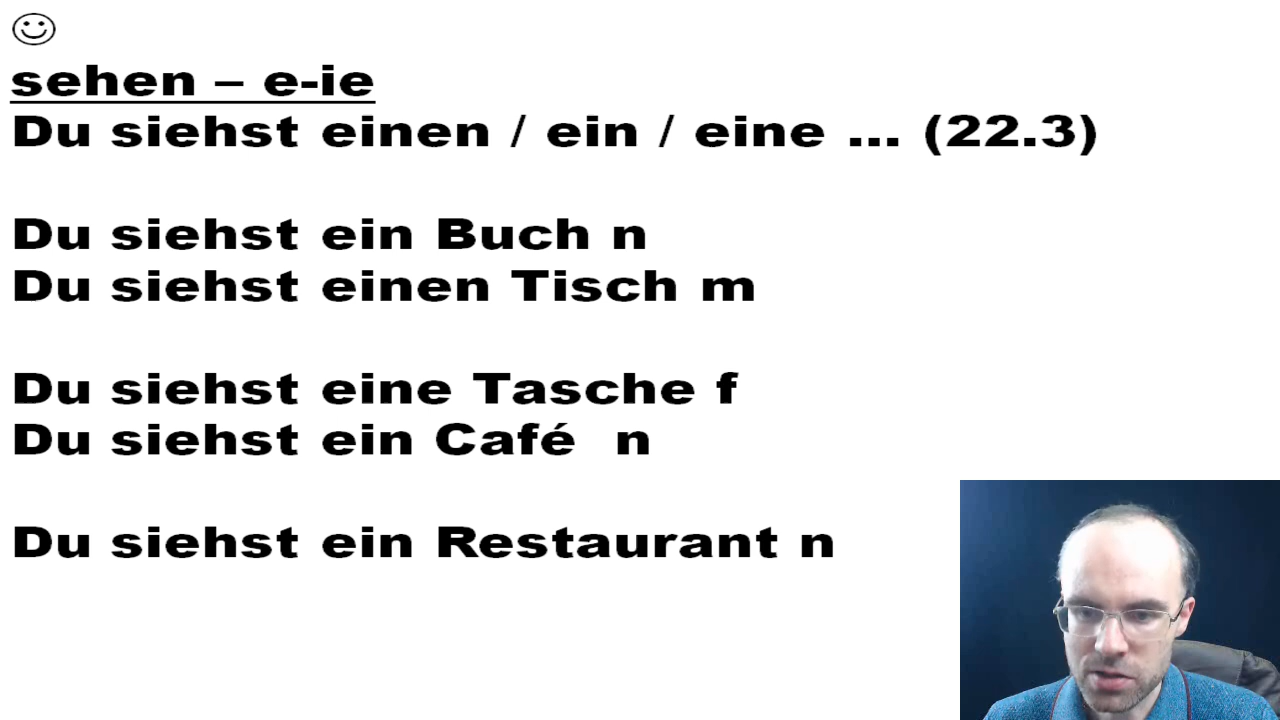 sehen – e-ie
Du siehst einen / ein / eine ... (22.3)
Du siehst ein Buch n
Du siehst einen Tisch m
Du siehst eine Tasche f
Du siehst ein Café n
Du siehst ein Restaurant n